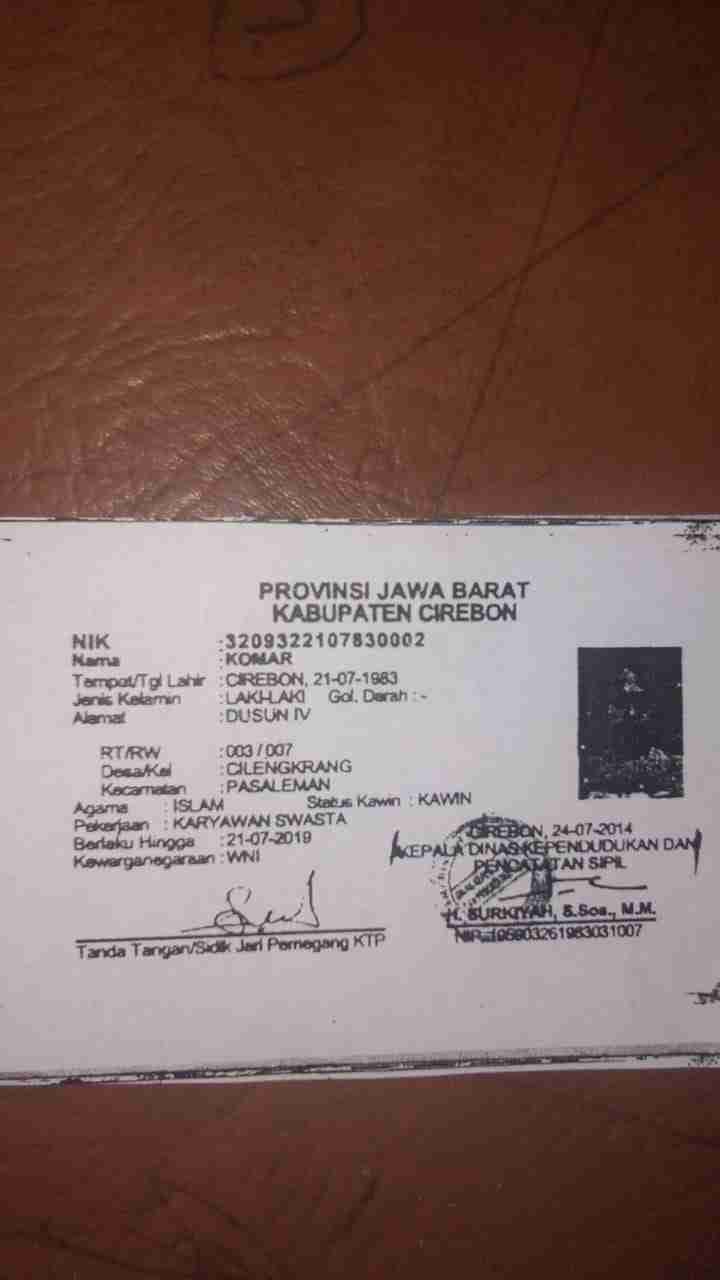 PROVINSI JAWA BARAT
KABUPATEN CIREBON
NIK : 3209322107830002
Nama : KOMAR
Tempat/Tgl Lahir : CIREBON, 21-07-1983
Jenis Kelamin : LAKI-LAKI Gol. Darah : -
Alamat : DUSUN IV
RT/RW : 003 / 007
Desa/Kel : CILENGKRANG
Kecamatan : PASALEMAN
Agama : ISLAM Status Kawin : KAWIN
Pekerjaan : KARYAWAN SWASTA
Berlaku Hingga : 21-07-2019
Kewarganegaraan : WNI
CIREBON, 24-07-2014
KEPALA DINAS KEPENDUDUKAN DAN
PENCATATAN SIPIL
H. SURKIYAH, S.Sos., M.M.
NIP. 195903261983031007
Tanda Tangan/Sidik Jari Pemegang KTP